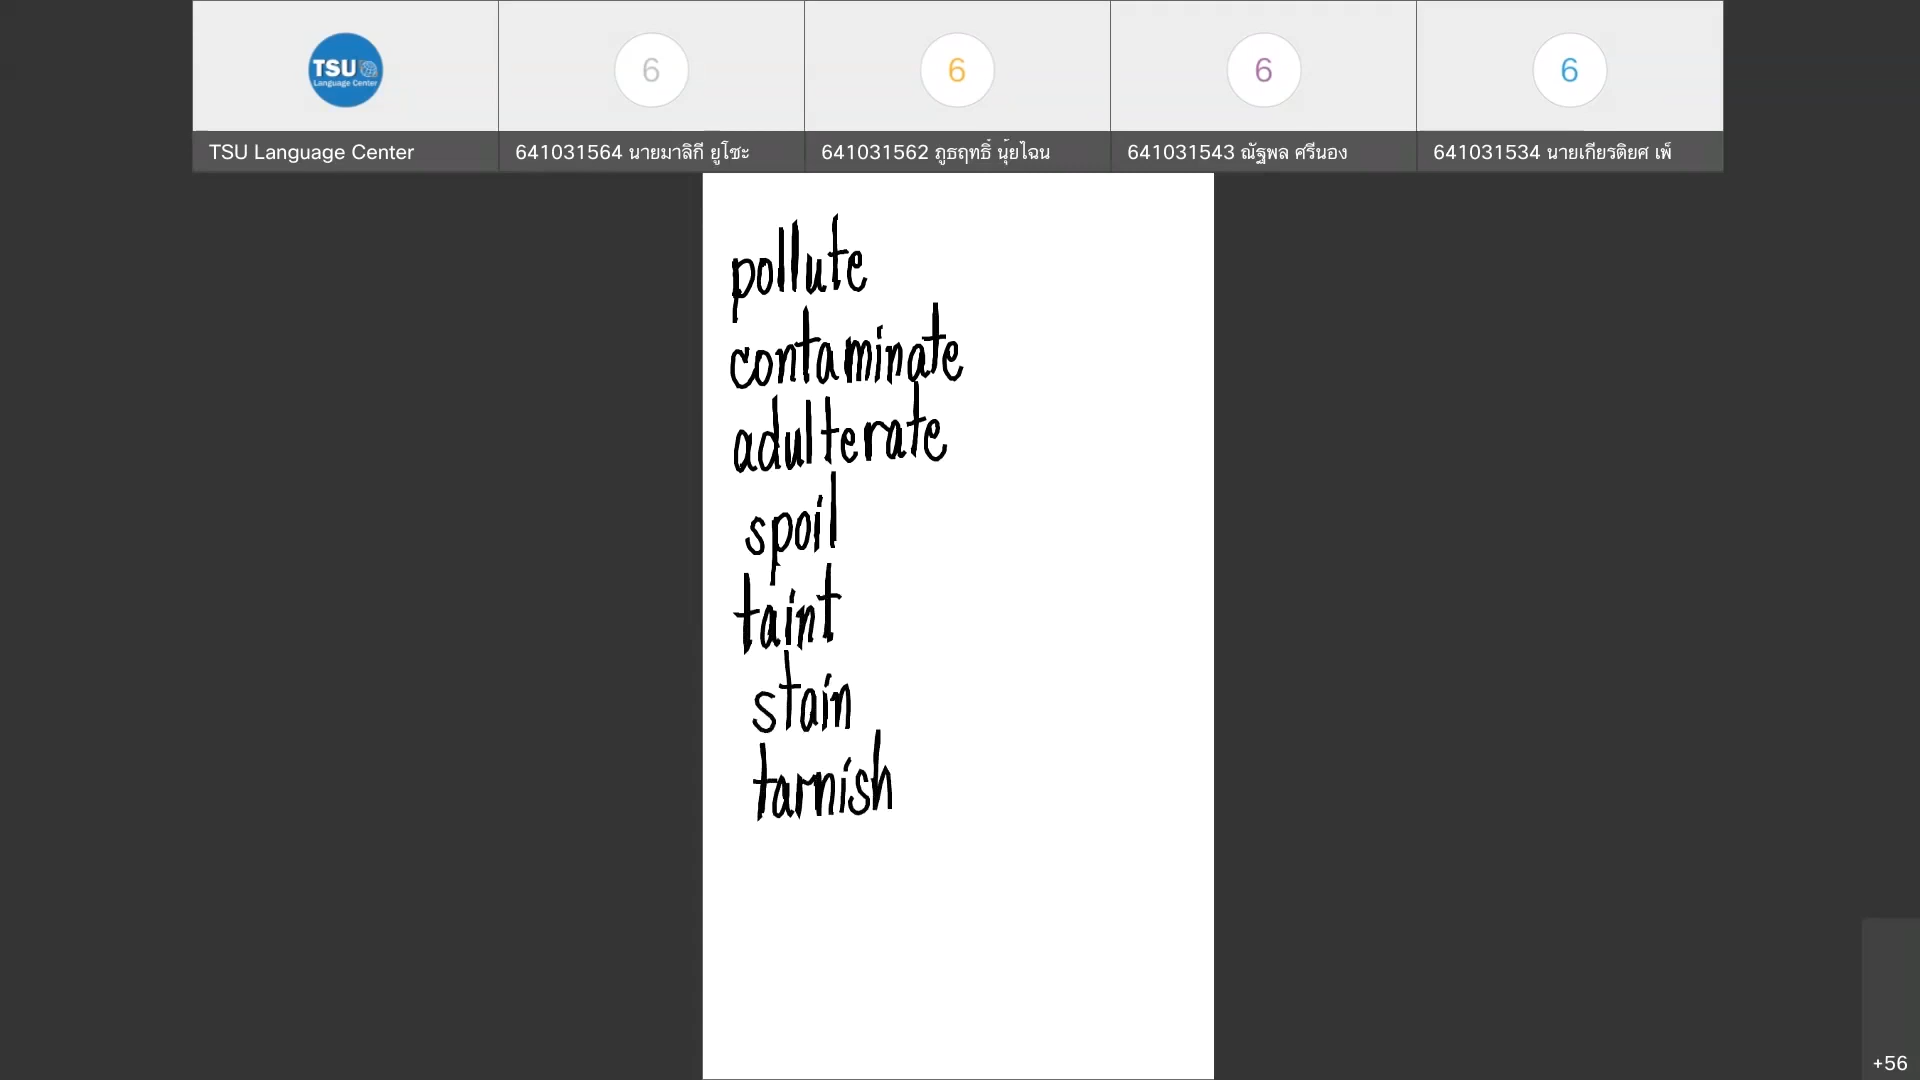 TSU
Language Center
6
6
6
6
TSU Language Center
641031564 นายมาลิกี ยูโซะ
641031562 ภูธฤทธิ์ นุ้ยไฉน
641031543 ณัฐพล ศรีนอง
641031534 นายเกียรติยศ เพ็
pollute
contaminate
adulterate
spoil
taint
stain
tarnish
+56